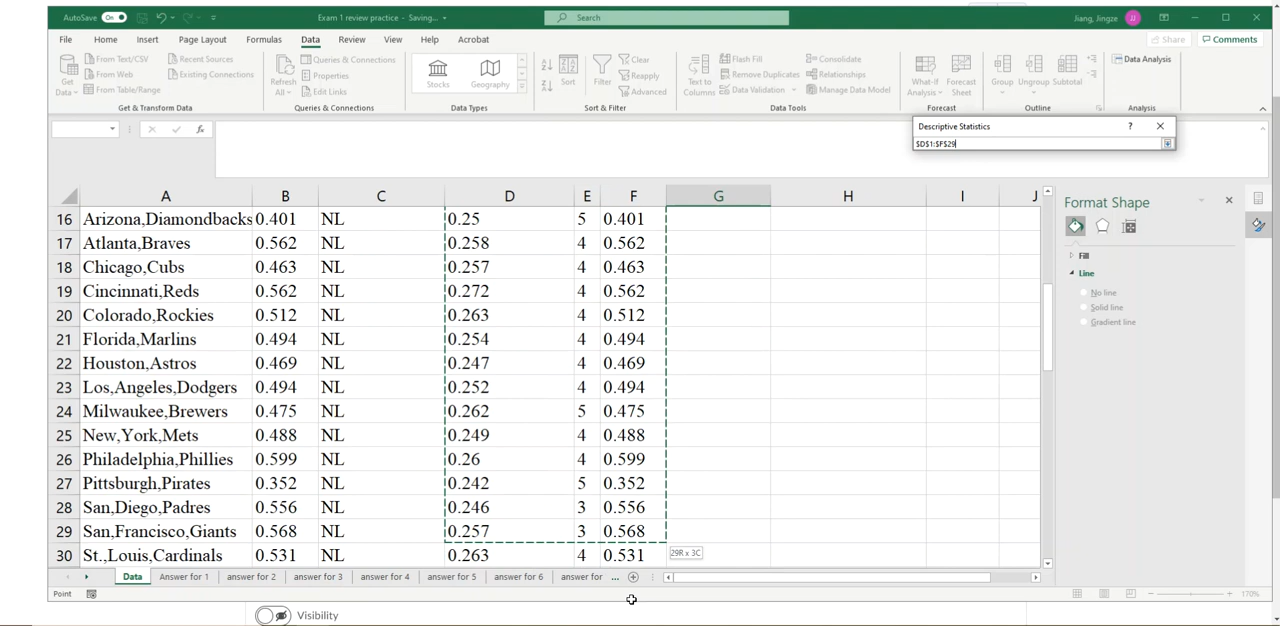 AutoSave On Exam 1 review practice - Saving... Search Jiang, Jingze JJ
File Home Insert Page Layout Formulas Data Review View Help Acrobat Share Comments
Get Data From Text/CSV From Web From Table/Range Recent Sources Existing Connections
Get & Transform Data
Refresh All Queries & Connections Properties Edit Links
Queries & Connections
Stocks Geography
Data Types
Sort Filter Clear Reapply Advanced
Sort & Filter
Text to Columns Flash Fill Remove Duplicates Data Validation Consolidate Relationships Manage Data Model
Data Tools
What-If Analysis Forecast Sheet
Forecast
Group Ungroup Subtotal
Outline
Data Analysis
Analysis
Descriptive Statistics ?
$D$1:$F$29
fx
A B C D E F G H I J
16 Arizona,Diamondbacks 0.401 NL 0.25 5 0.401
17 Atlanta,Braves 0.562 NL 0.258 4 0.562
18 Chicago,Cubs 0.463 NL 0.257 4 0.463
19 Cincinnati,Reds 0.562 NL 0.272 4 0.562
20 Colorado,Rockies 0.512 NL 0.263 4 0.512
21 Florida,Marlins 0.494 NL 0.254 4 0.494
22 Houston,Astros 0.469 NL 0.247 4 0.469
23 Los,Angeles,Dodgers 0.494 NL 0.252 4 0.494
24 Milwaukee,Brewers 0.475 NL 0.262 5 0.475
25 New,York,Mets 0.488 NL 0.249 4 0.488
26 Philadelphia,Phillies 0.599 NL 0.26 4 0.599
27 Pittsburgh,Pirates 0.352 NL 0.242 5 0.352
28 San,Diego,Padres 0.556 NL 0.246 3 0.556
29 San,Francisco,Giants 0.568 NL 0.257 3 0.568
30 St.,Louis,Cardinals 0.531 NL 0.263 4 0.531
29R x 3C
Format Shape
Fill
Line
No line
Solid line
Gradient line
Data Answer for 1 answer for 2 answer for 3 answer for 4 answer for 5 answer for 6 answer for ...
Point 170%
Visibility